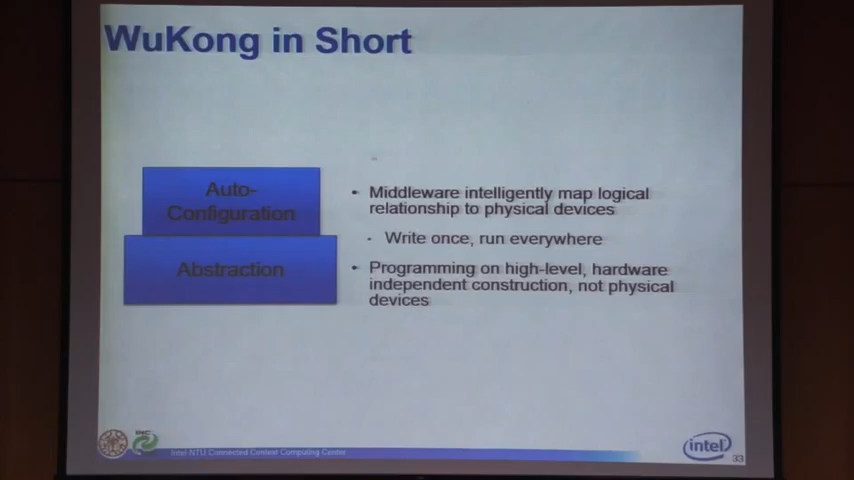 WuKong in Short
Auto-
Configuration
Abstraction
• Middleware intelligently map logical
relationship to physical devices
• Write once, run everywhere
• Programming on high-level, hardware
independent construction, not physical
devices
Intel NTU Connected Context Computing Center
intel
33